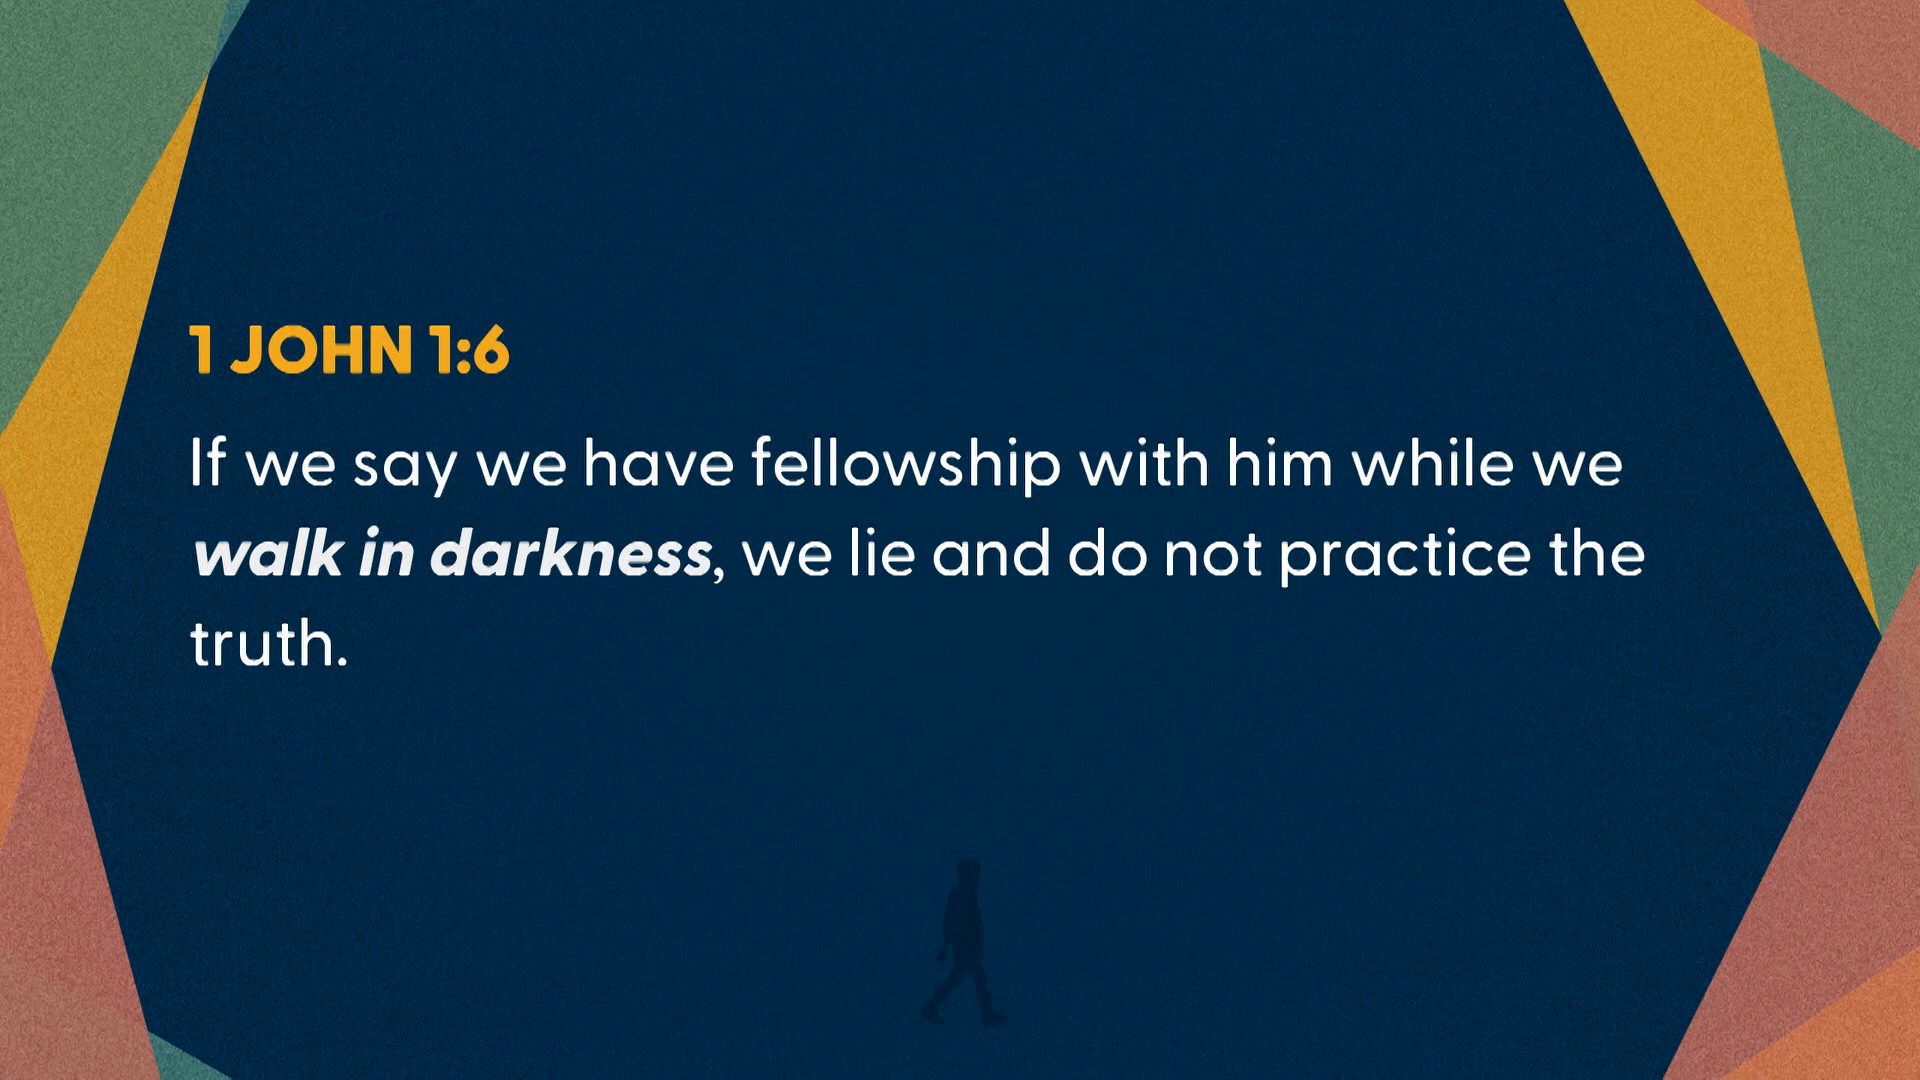 1 JOHN 1:6
If we say we have fellowship with him while we
walk in darkness, we lie and do not practice the
truth.